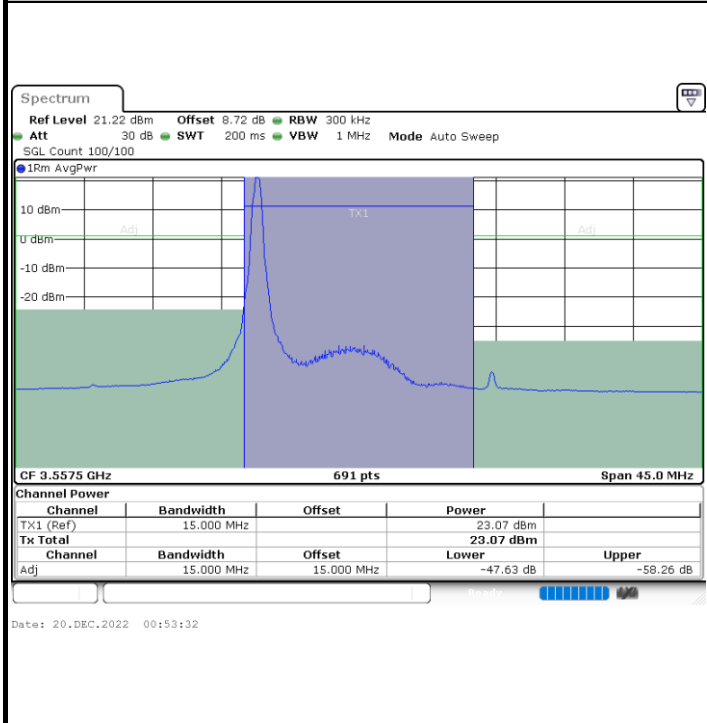 Spectrum
Ref Level 21.22 dBm Offset 8.72 dB RBW 300 kHz
Att 30 dB SWT 200 ms VBW 1 MHz Mode Auto Sweep
SGL Count 100/100
1Rm AvgPwr
10 dBm
TX1
Adj Adj
0 dBm
-10 dBm
-20 dBm
CF 3.5575 GHz 691 pts Span 45.0 MHz
Channel Power
Channel Bandwidth Offset Power
TX1 (Ref) 15.000 MHz 23.07 dBm
Tx Total 23.07 dBm
Channel Bandwidth Offset Lower Upper
Adj 15.000 MHz 15.000 MHz -47.63 dB -58.26 dB
Ready
Date: 20.DEC.2022 00:53:32